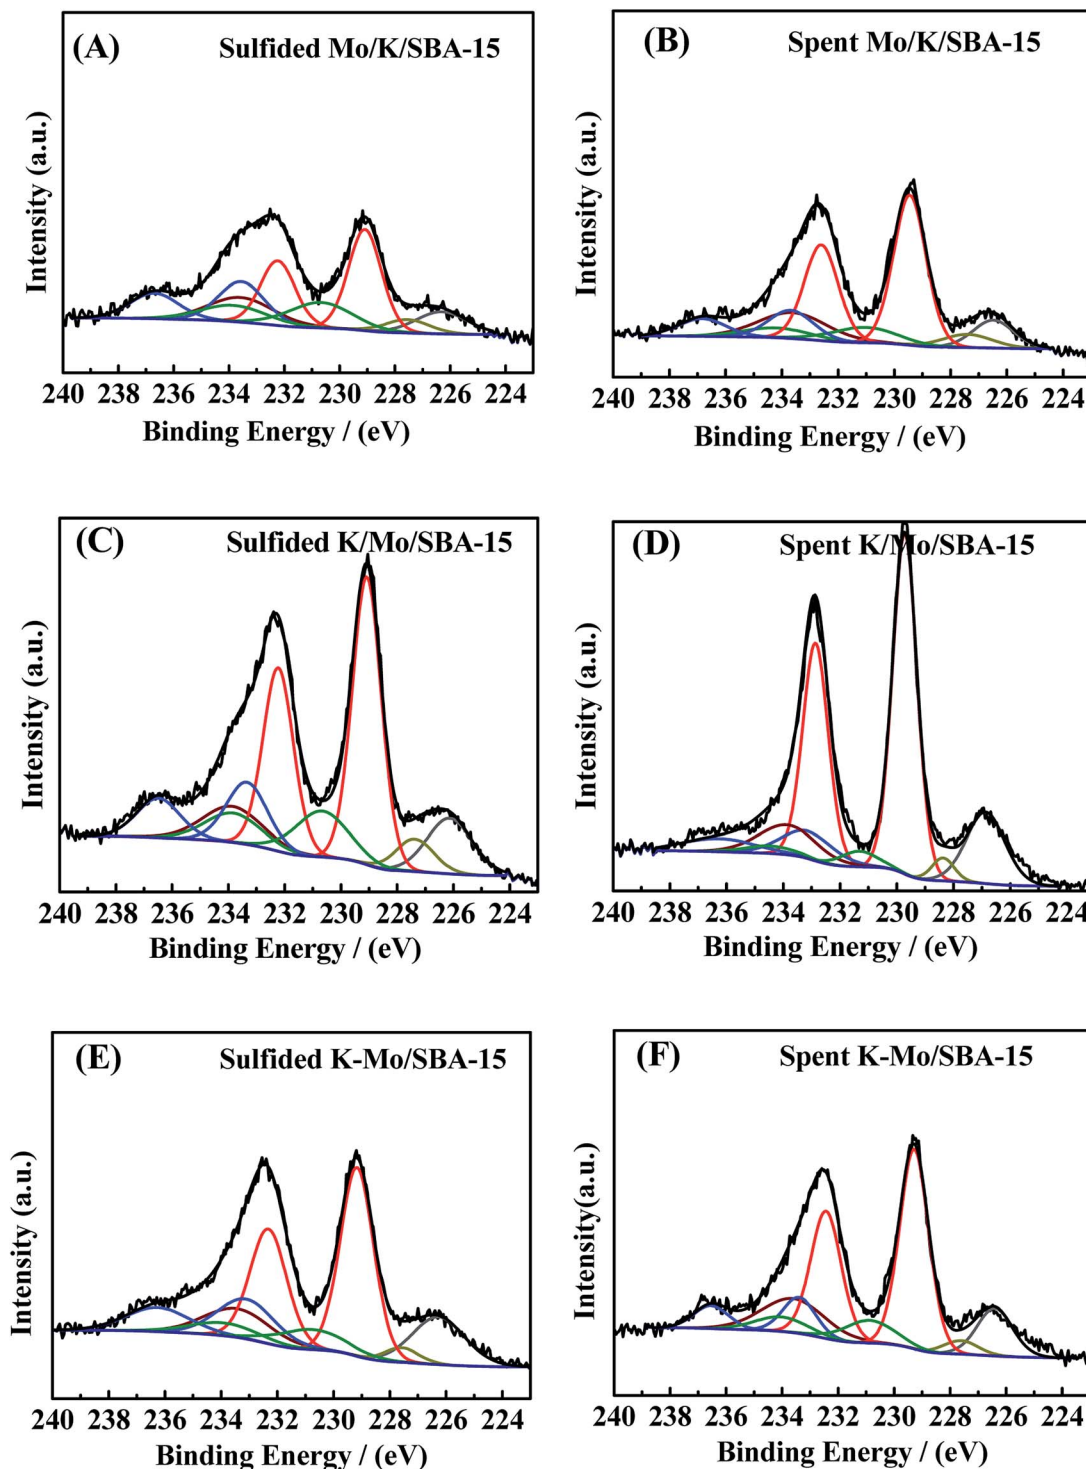 (A) Sulfided Mo/K/SBA-15
Intensity (a.u.)
240 238 236 234 232 230 228 226 224
Binding Energy / (eV)
(B) Spent Mo/K/SBA-15
Intensity (a.u.)
240 238 236 234 232 230 228 226 224
Binding Energy / (eV)
(C) Sulfided K/Mo/SBA-15
Intensity (a.u.)
240 238 236 234 232 230 228 226 224
Binding Energy / (eV)
(D) Spent K/Mo/SBA-15
Intensity (a.u.)
240 238 236 234 232 230 228 226 224
Binding Energy / (eV)
(E) Sulfided K-Mo/SBA-15
Intensity (a.u.)
240 238 236 234 232 230 228 226 224
Binding Energy / (eV)
(F) Spent K-Mo/SBA-15
Intensity(a.u.)
240 238 236 234 232 230 228 226 224
Binding Energy / (eV)